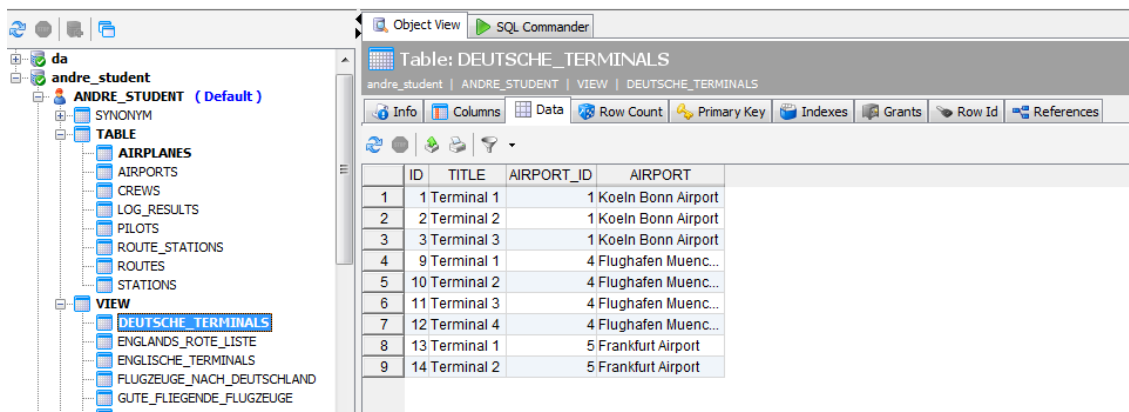 da
andre_student
ANDRE_STUDENT (Default)
SYNONYM
TABLE
AIRPLANES
AIRPORTS
CREWS
LOG_RESULTS
PILOTS
ROUTE_STATIONS
ROUTES
STATIONS
VIEW
DEUTSCHE_TERMINALS
ENGLANDS_ROTE_LISTE
ENGLISCHE_TERMINALS
FLUGZEUGE_NACH_DEUTSCHLAND
GUTE_FLIEGENDE_FLUGZEUGE
Object View SQL Commander
Table: DEUTSCHE_TERMINALS
andre_student | ANDRE_STUDENT | VIEW | DEUTSCHE_TERMINALS
Info Columns Data Row Count Primary Key Indexes Grants Row Id References
ID TITLE AIRPORT_ID AIRPORT
1 1 Terminal 1 1 Koeln Bonn Airport
2 2 Terminal 2 1 Koeln Bonn Airport
3 3 Terminal 3 1 Koeln Bonn Airport
4 9 Terminal 1 4 Flughafen Muenc...
5 10 Terminal 2 4 Flughafen Muenc...
6 11 Terminal 3 4 Flughafen Muenc...
7 12 Terminal 4 4 Flughafen Muenc...
8 13 Terminal 1 5 Frankfurt Airport
9 14 Terminal 2 5 Frankfurt Airport